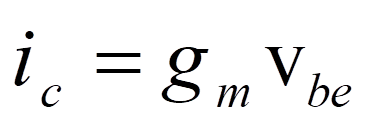 i_c = g_m v_be